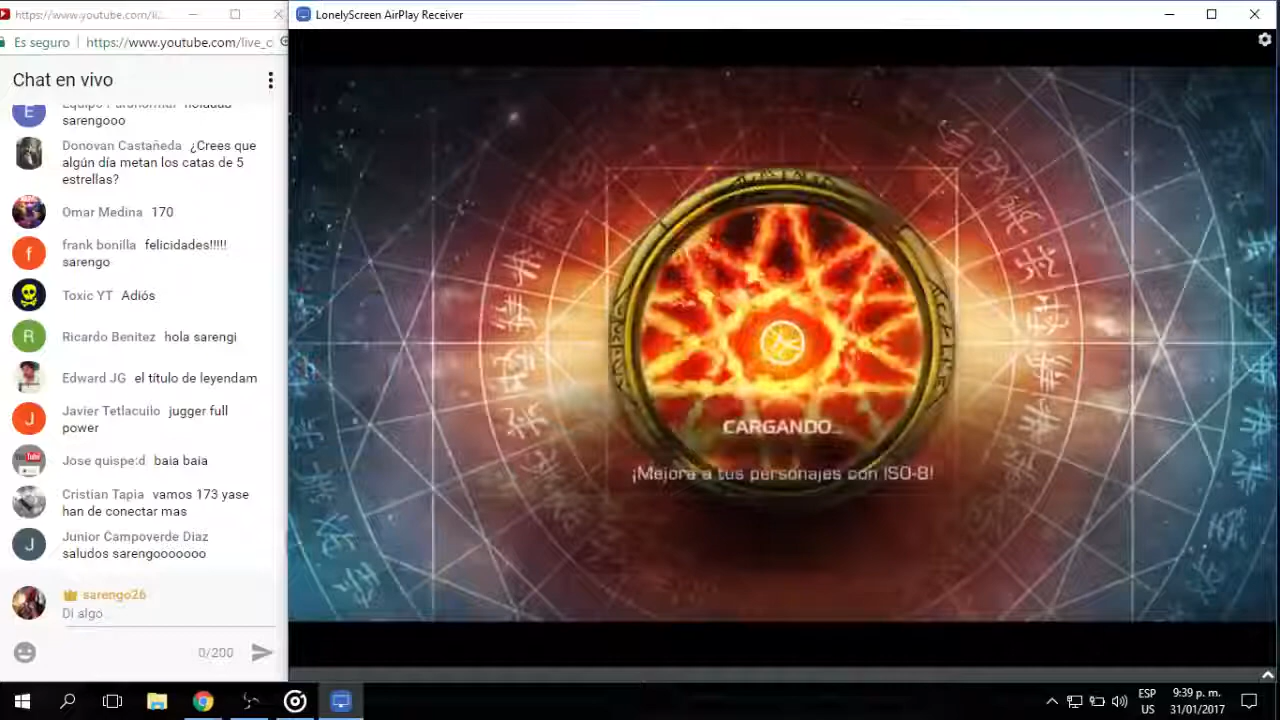 https://www.youtube.com/li...
LonelyScreen AirPlay Receiver
Es seguro
https://www.youtube.com/live_c
Chat en vivo
sarengooo
Donovan Castañeda ¿Crees que
algún día metan los catas de 5
estrellas?
Omar Medina 170
frank bonilla felicidades!!!!!
sarengo
Toxic YT Adiós
Ricardo Benitez hola sarengi
Edward JG el título de leyendam
Javier Tetlacuilo jugger full
power
Jose quispe:d baia baia
Cristian Tapia vamos 173 yase
han de conectar mas
Junior Campoverde Diaz
saludos sarengooooooo
sarengo26
Di algo...
0/200
CARGANDO...
¡Mejora a tus personajes con ISO-8!
ESP
US
9:39 p. m.
31/01/2017